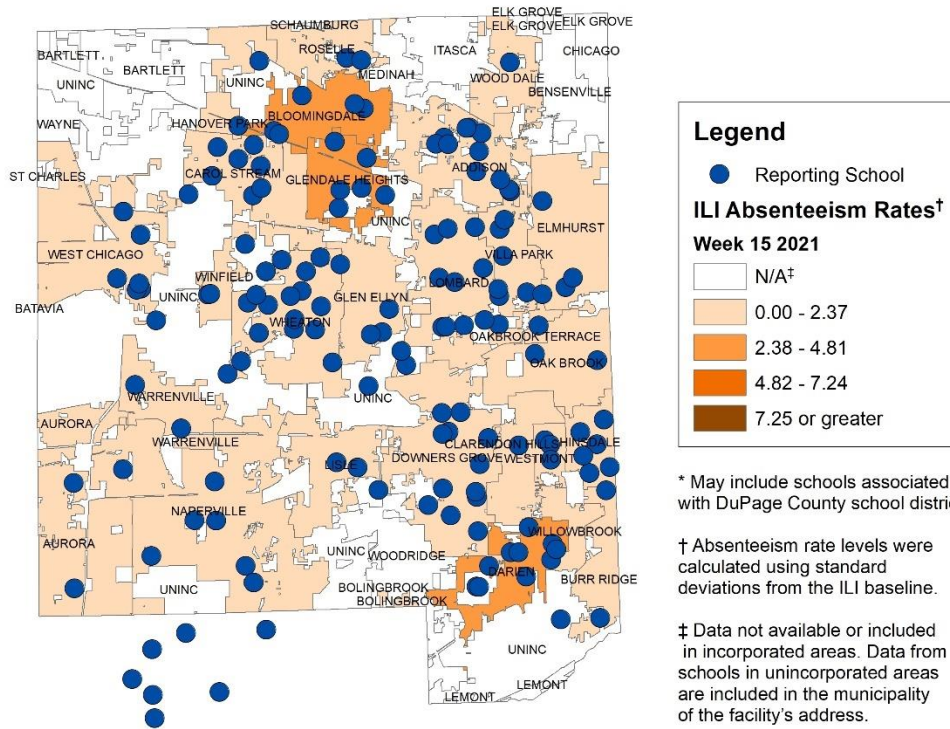 ELK GROVE
SCHAUMBURG
ELK GROVE
ELK GROVE
ROSELLE
ITASCA
CHICAGO
BARTLETT
BARTLETT
MEDINAH
UNINC
UNINC
WOOD DALE
BENSENVILLE
WAYNE
HANOVER PARK
BLOOMINGDALE
ST CHARLES
CAROL STREAM
GLENDALE HEIGHTS
ADDISON
UNINC
ELMHURST
WEST CHICAGO
VILLA PARK
WINFIELD
LOMBARD
BATAVIA
UNINC
GLEN ELLYN
WHEATON
OAKBROOK TERRACE
OAK BROOK
UNINC
WARRENVILLE
AURORA
WARRENVILLE
CLARENDON HILLS
HINSDALE
DOWNERS GROVE
WESTMONT
LISLE
NAPERVILLE
WILLOWBROOK
AURORA
UNINC
WOODRIDGE
DARIEN
BURR RIDGE
UNINC
BOLINGBROOK
BOLINGBROOK
UNINC
LEMONT
LEMONT
Legend
Reporting School
ILI Absenteeism Rates†
Week 15 2021
N/A‡
0.00 - 2.37
2.38 - 4.81
4.82 - 7.24
7.25 or greater
* May include schools associated
with DuPage County school distric
† Absenteeism rate levels were
calculated using standard
deviations from the ILI baseline.
‡ Data not available or included
in incorporated areas. Data from
schools in unincorporated areas
are included in the municipality
of the facility's address.